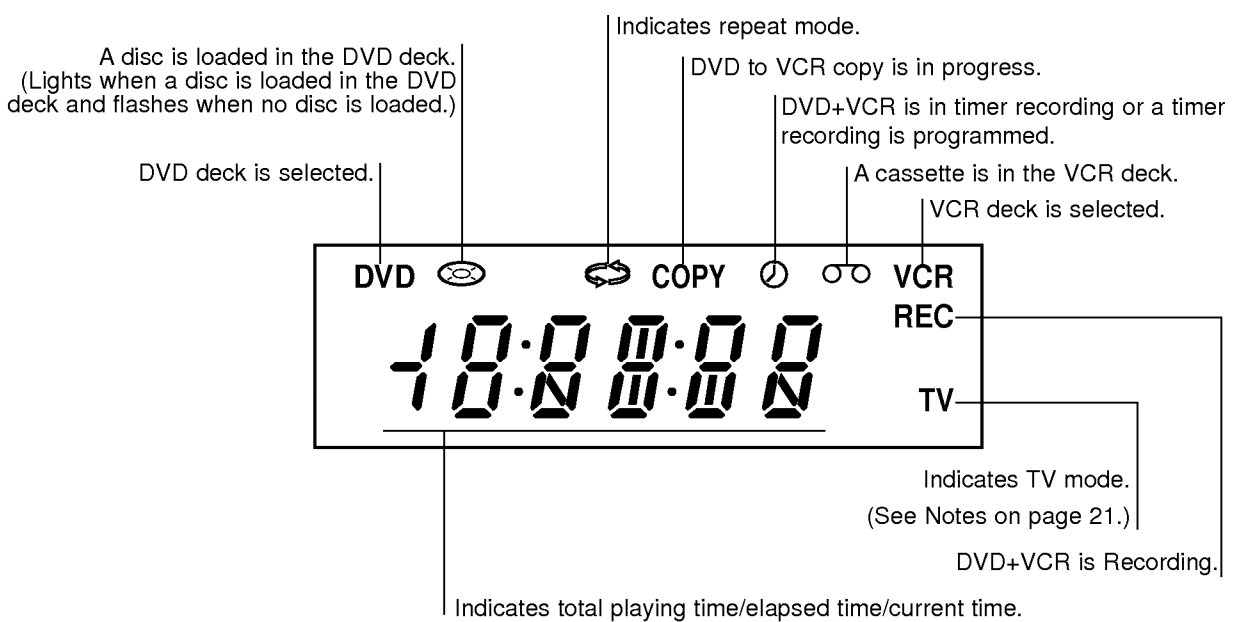 Indicates repeat mode.
A disc is loaded in the DVD deck.
(Lights when a disc is loaded in the DVD
deck and flashes when no disc is loaded.)
DVD to VCR copy is in progress.
DVD+VCR is in timer recording or a timer
recording is programmed.
DVD deck is selected.
A cassette is in the VCR deck.
VCR deck is selected.
DVD COPY VCR
REC
TV
Indicates TV mode.
(See Notes on page 21.)
DVD+VCR is Recording.
Indicates total playing time/elapsed time/current time.